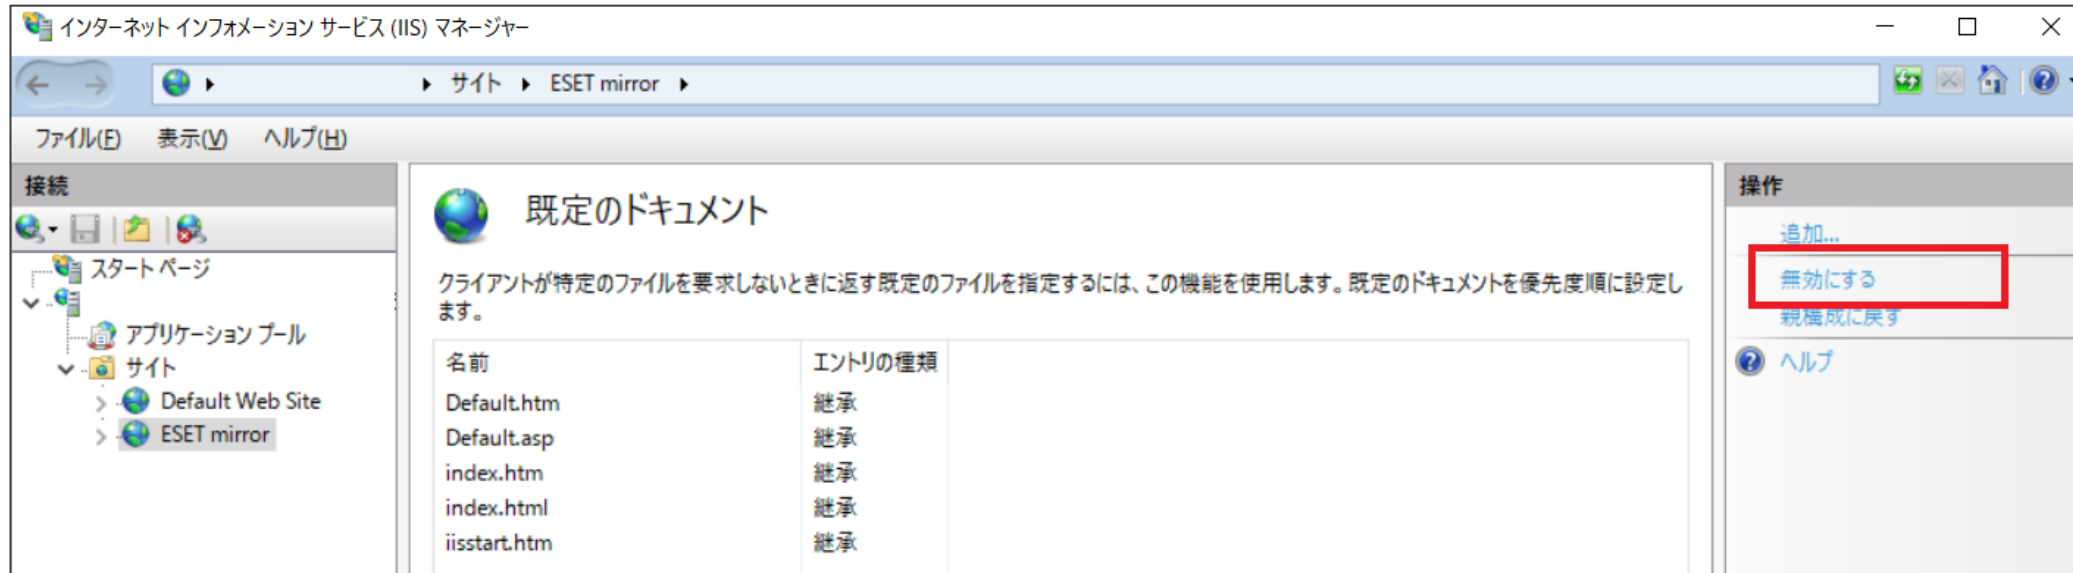 インターネット インフォメーション サービス (IIS) マネージャー
サイト ESET mirror
ファイル(F) 表示(V) ヘルプ(H)
接続
スタート ページ
アプリケーション プール
サイト
Default Web Site
ESET mirror
既定のドキュメント
クライアントが特定のファイルを要求しないときに返す既定のファイルを指定するには、この機能を使用します。既定のドキュメントを優先度順に設定し
ます。
名前 エントリの種類
Default.htm 継承
Default.asp 継承
index.htm 継承
index.html 継承
iisstart.htm 継承
操作
追加...
無効にする
親構成に戻す
ヘルプ